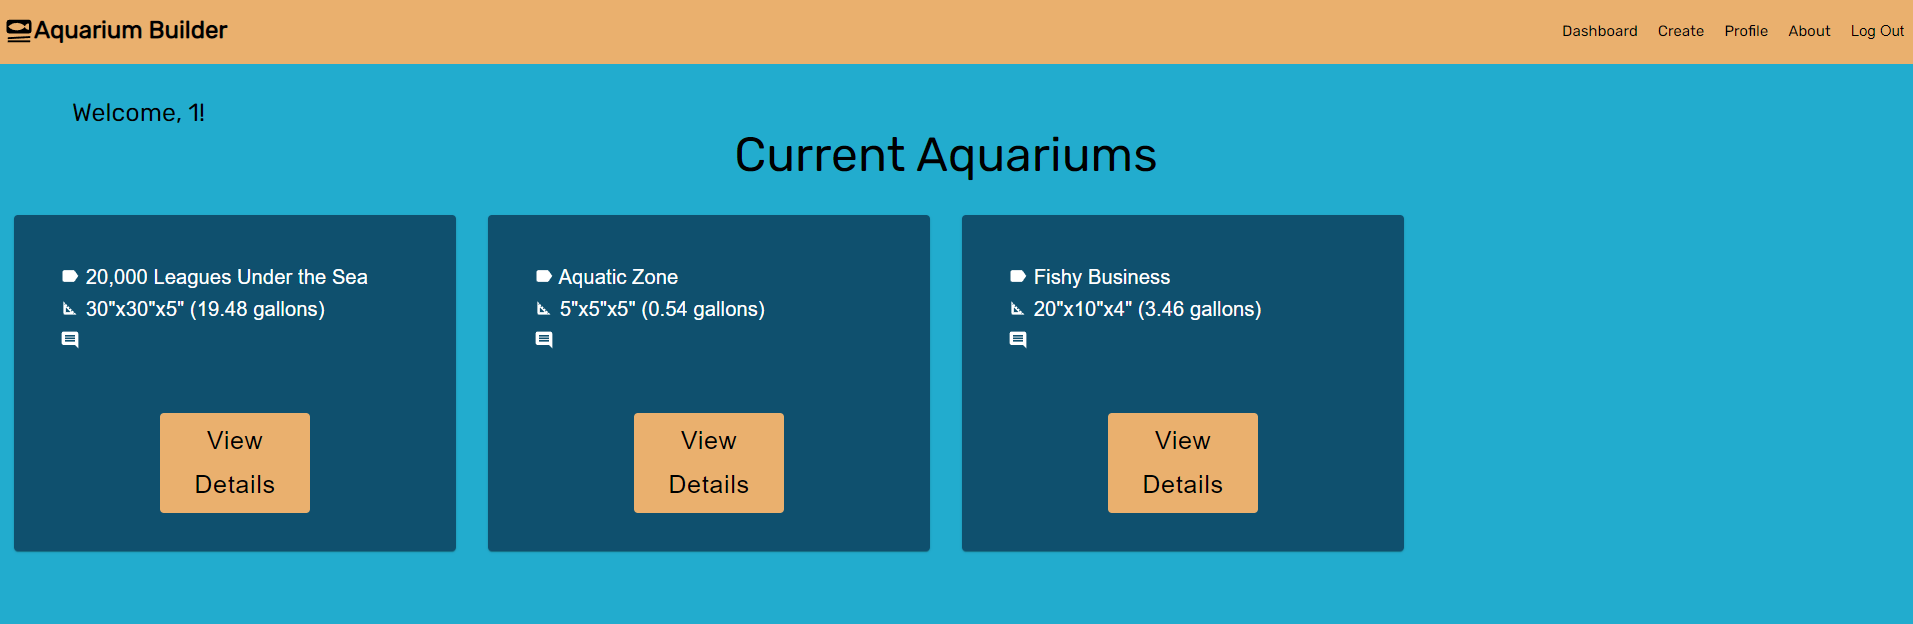 Aquarium Builder
Dashboard Create Profile About Log Out
Welcome, 1!
Current Aquariums
20,000 Leagues Under the Sea
30"x30"x5" (19.48 gallons)
View
Details
Aquatic Zone
5"x5"x5" (0.54 gallons)
View
Details
Fishy Business
20"x10"x4" (3.46 gallons)
View
Details